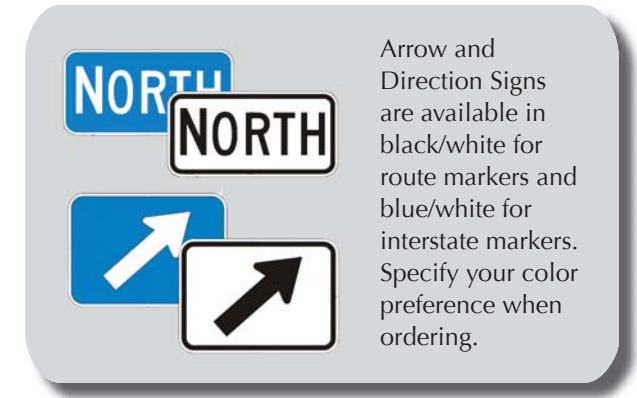 NORTH
NORTH
Arrow and
Direction Signs
are available in
black/white for
route markers and
blue/white for
interstate markers.
Specify your color
preference when
ordering.